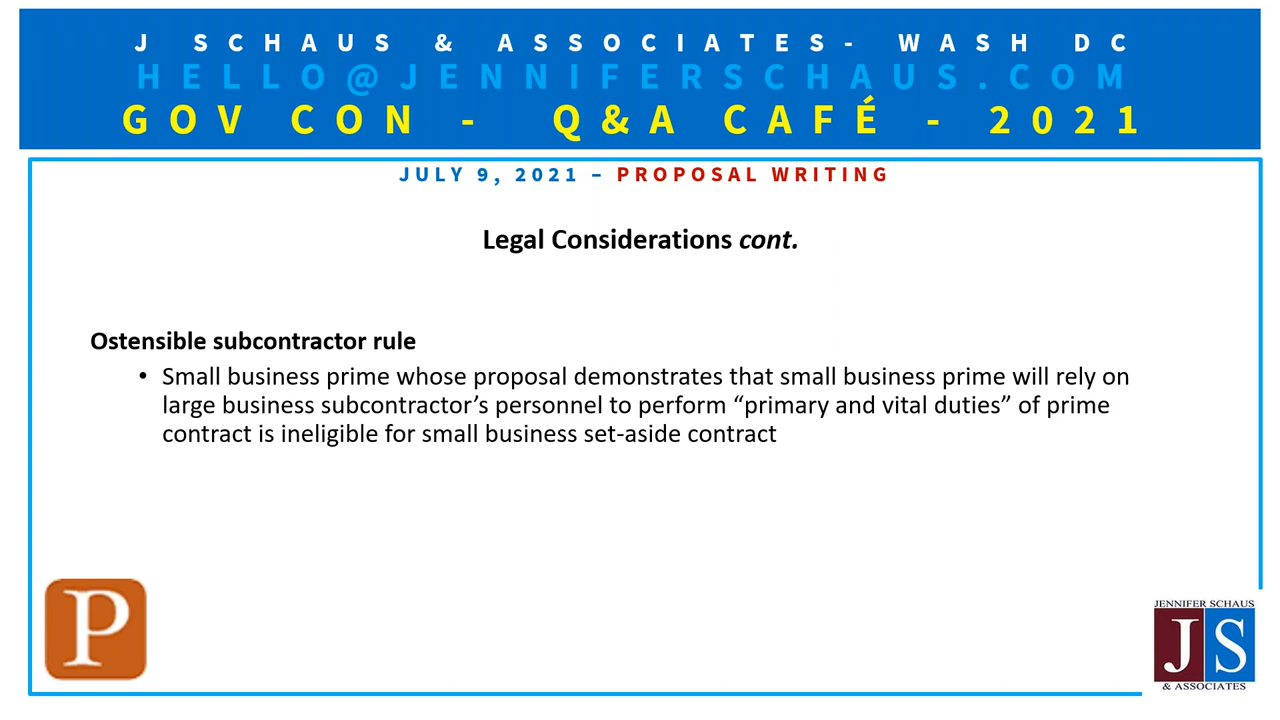 J SCHAUS & ASSOCIATES- WASH DC
HELLO@JENNIFERSCHAUS.COM
GOV CON - Q&A CAFÉ - 2021
JULY 9, 2021 – PROPOSAL WRITING
Legal Considerations cont.
Ostensible subcontractor rule
• Small business prime whose proposal demonstrates that small business prime will rely on
large business subcontractor’s personnel to perform “primary and vital duties” of prime
contract is ineligible for small business set-aside contract
P
JENNIFER SCHAUS
JS
& ASSOCIATES